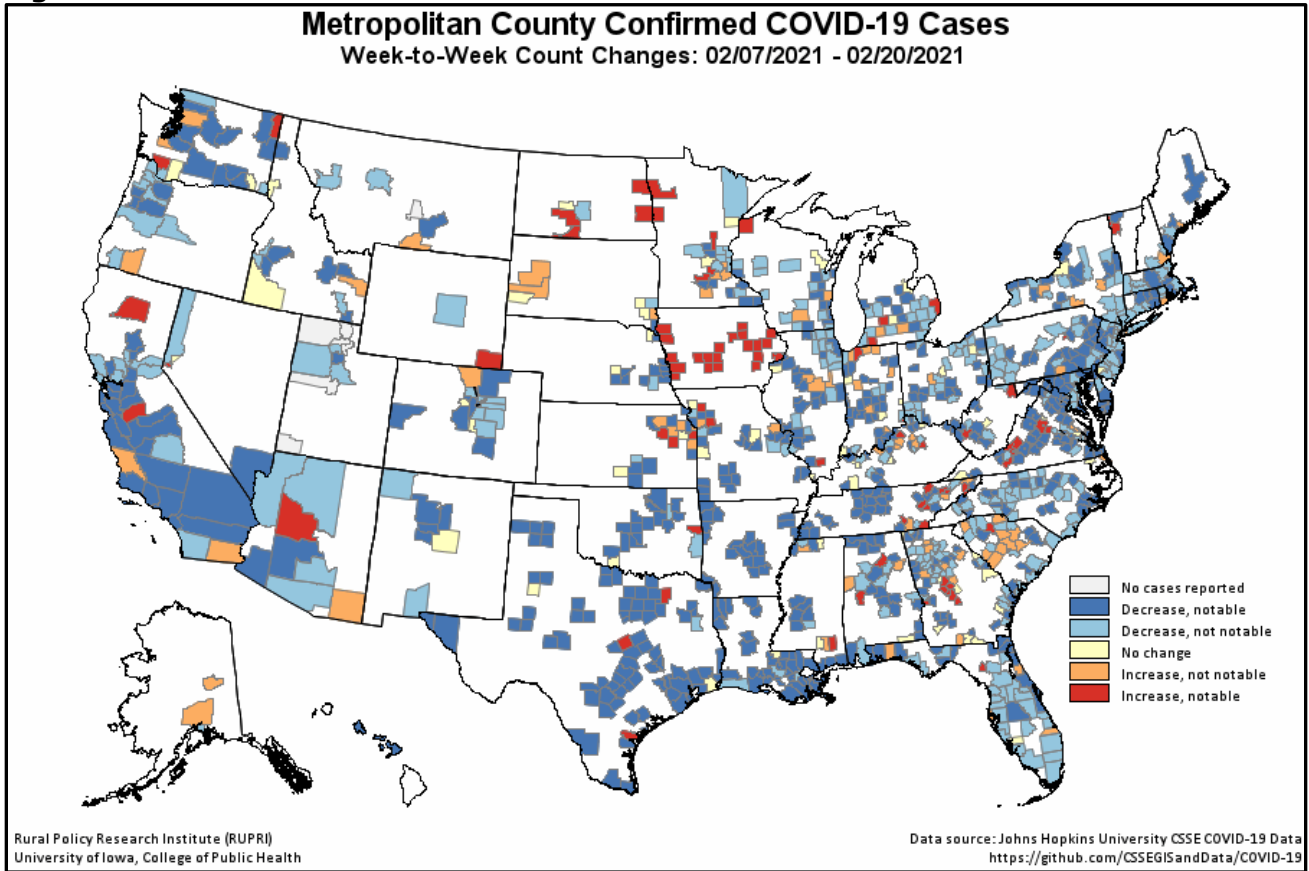 Metropolitan County Confirmed COVID-19 Cases
Week-to-Week Count Changes: 02/07/2021 - 02/20/2021
No cases reported
Decrease, notable
Decrease, not notable
No change
Increase, not notable
Increase, notable
Rural Policy Research Institute (RUPRI)
University of Iowa, College of Public Health
Data source: Johns Hopkins University CSSE COVID-19 Data
https://github.com/CSSEGISandData/COVID-19